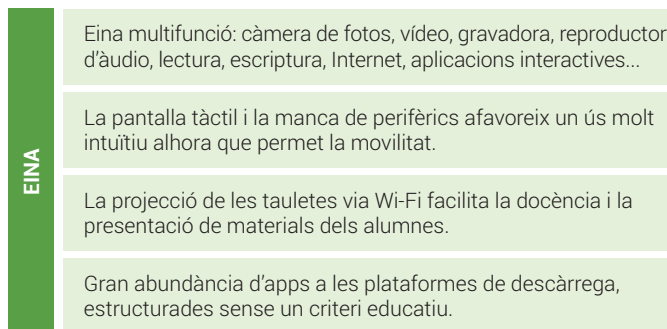 EINA
Eina multifunció: càmera de fotos, vídeo, gravadora, reproductor
d'àudio, lectura, escriptura, Internet, aplicacions interactives...
La pantalla tàctil i la manca de perifèrics afavoreix un ús molt
intuïtiu alhora que permet la movilitat.
La projecció de les tauletes via Wi-Fi facilita la docència i la
presentació de materials dels alumnes.
Gran abundància d'apps a les plataformes de descàrrega,
estructurades sense un criteri educatiu.